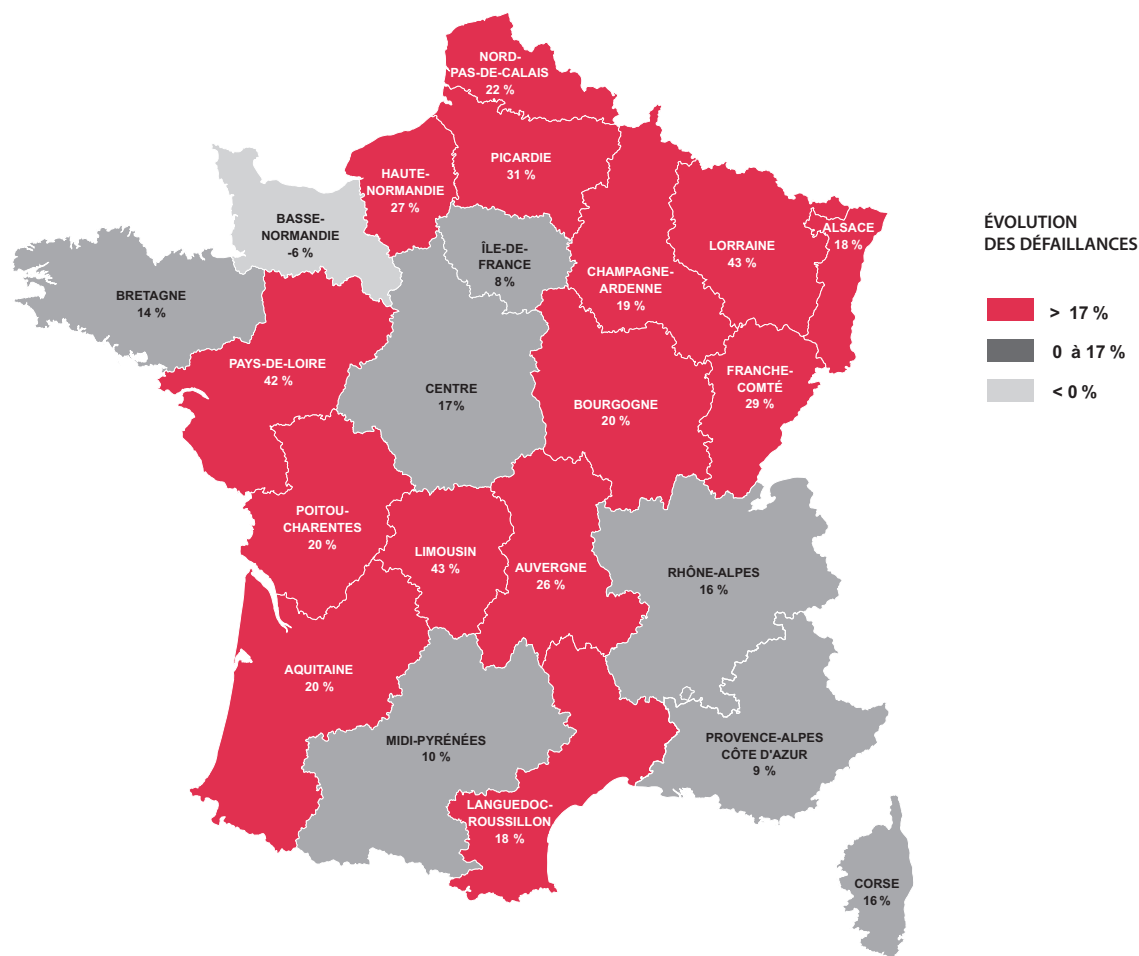 NORD-
PAS-DE-CALAIS
22 %
PICARDIE
31 %
HAUTE-
NORMANDIE
27 %
BASSE-
NORMANDIE
-6 %
ÎLE-DE-
FRANCE
8 %
CHAMPAGNE-
ARDENNE
19 %
LORRAINE
43 %
ALSACE
18 %
BRETAGNE
14 %
PAYS-DE-LOIRE
42 %
CENTRE
17%
BOURGOGNE
20 %
FRANCHE-
COMTÉ
29 %
POITOU-
CHARENTES
20 %
LIMOUSIN
43 %
AUVERGNE
26 %
RHÔNE-ALPES
16 %
AQUITAINE
20 %
MIDI-PYRÉNÉES
10 %
LANGUEDOC-
ROUSSILLON
18 %
PROVENCE-ALPES
CÔTE D'AZUR
9 %
CORSE
16 %
ÉVOLUTION
DES DÉFAILLANCES
> 17 %
0 à 17 %
< 0 %